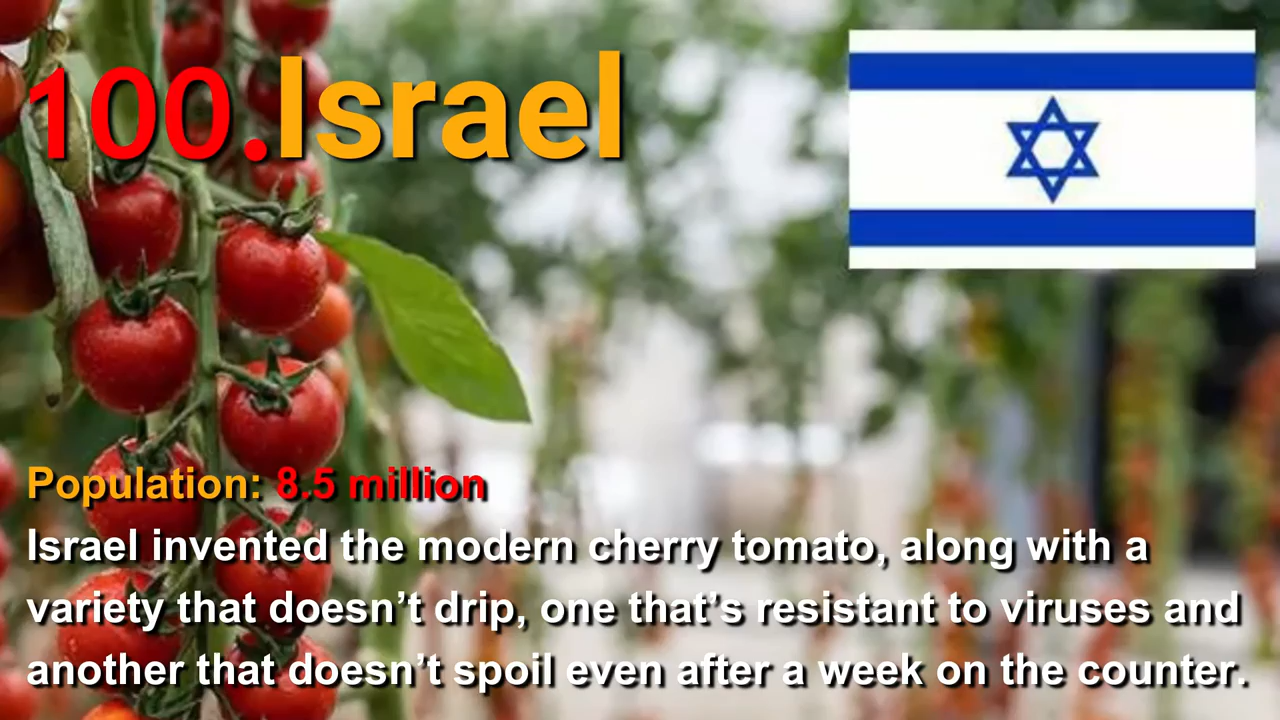 100.Israel
Population: 8.5 million
Israel invented the modern cherry tomato, along with a
variety that doesn’t drip, one that’s resistant to viruses and
another that doesn’t spoil even after a week on the counter.